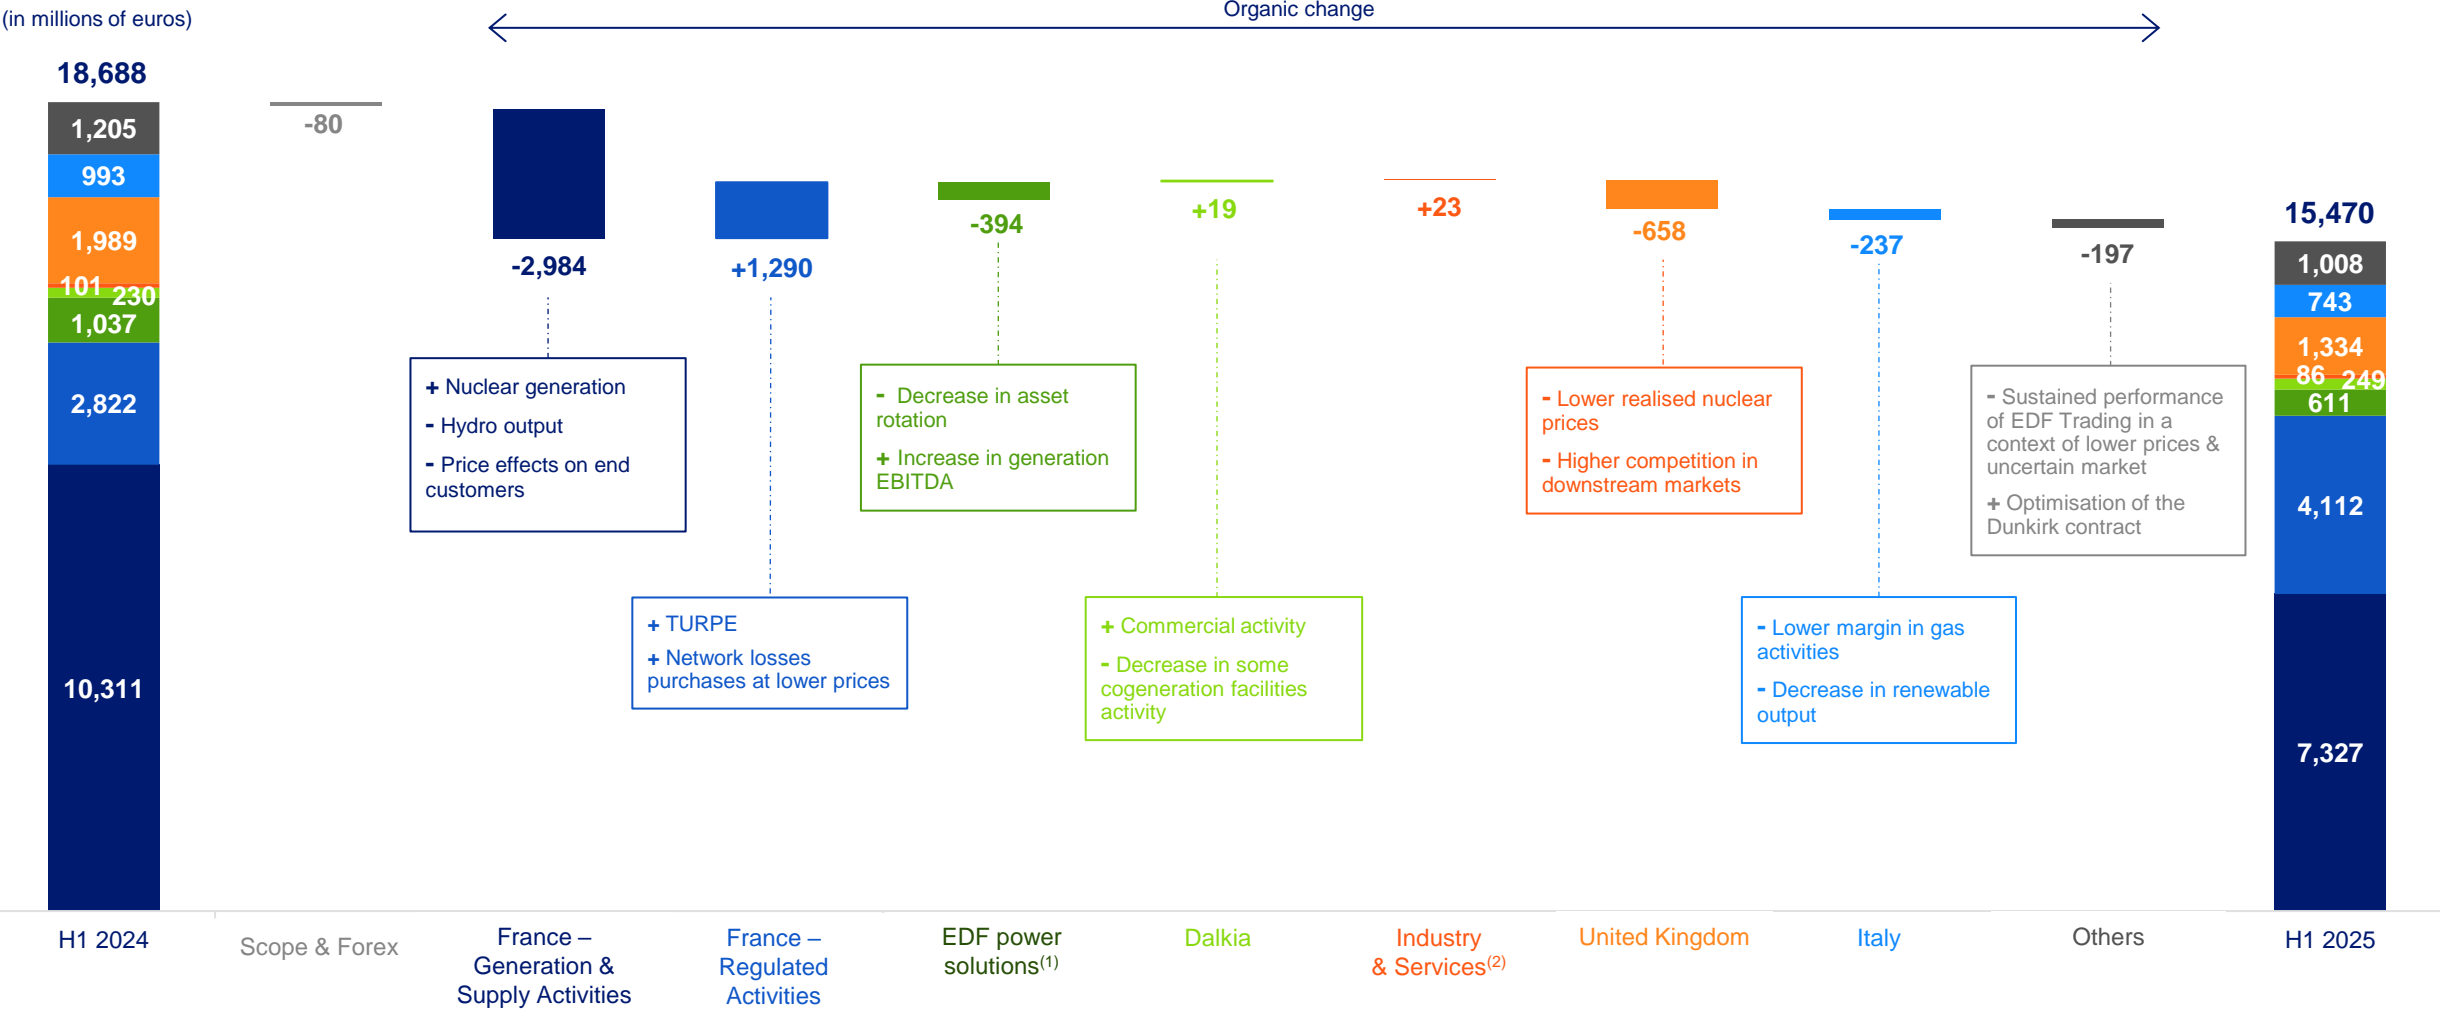 (in millions of euros)
Organic change
18,688
1,205
993
1,989
101
230
1,037
2,822
10,311
-80
-2,984
+ Nuclear generation
- Hydro output
- Price effects on end
customers
+1,290
+ TURPE
+ Network losses
purchases at lower prices
-394
- Decrease in asset
rotation
+ Increase in generation
EBITDA
+19
+ Commercial activity
- Decrease in some
cogeneration facilities
activity
+23
-658
- Lower realised nuclear
prices
- Higher competition in
downstream markets
-237
- Lower margin in gas
activities
- Decrease in renewable
output
-197
- Sustained performance
of EDF Trading in a
context of lower prices &
uncertain market
+ Optimisation of the
Dunkirk contract
15,470
1,008
743
1,334
86
249
611
4,112
7,327
H1 2024
Scope & Forex
France –
Generation &
Supply Activities
France –
Regulated
Activities
EDF power
solutions(1)
Dalkia
Industry
& Services(2)
United Kingdom
Italy
Others
H1 2025